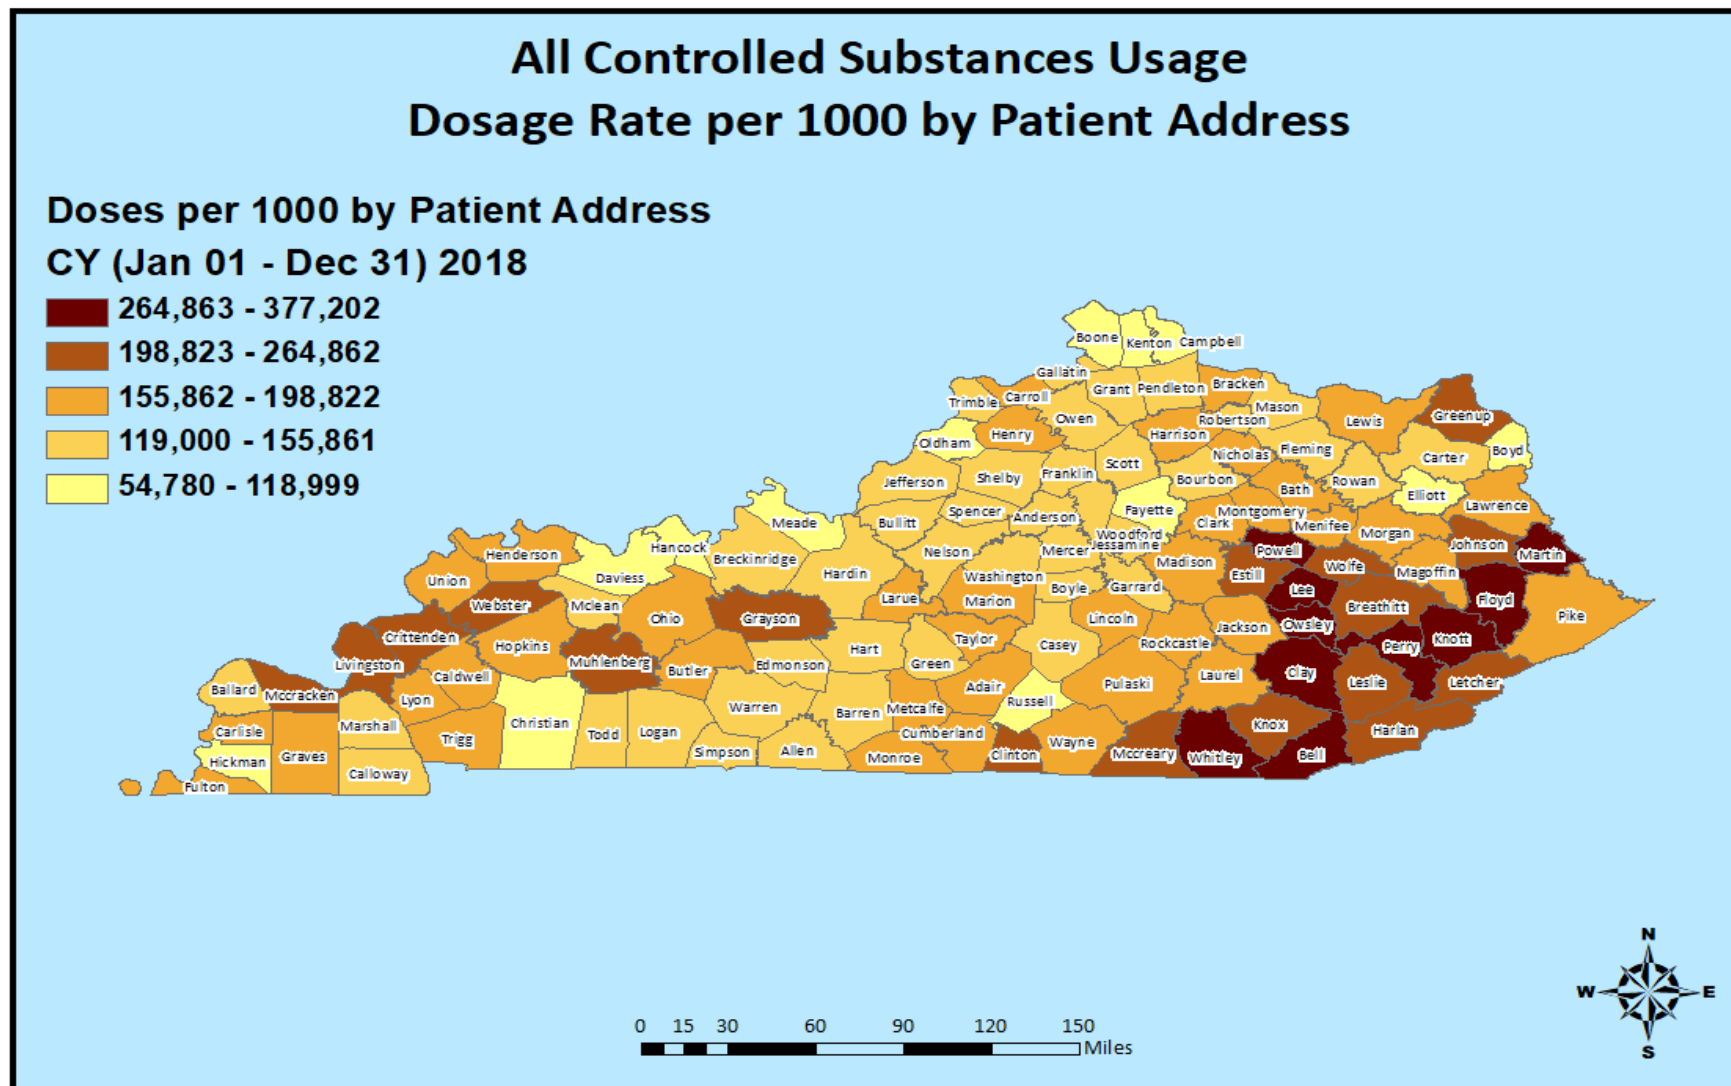 All Controlled Substances Usage
Dosage Rate per 1000 by Patient Address
Doses per 1000 by Patient Address
CY (Jan 01 - Dec 31) 2018
264,863 - 377,202
198,823 - 264,862
155,862 - 198,822
119,000 - 155,861
54,780 - 118,999
Boone
Kenton
Campbell
Gallatin
Grant
Pendleton
Bracken
Trimble
Carroll
Owen
Mason
Robertson
Lewis
Greenup
Oldham
Henry
Harrison
Nicholas
Fleming
Carter
Boyd
Jefferson
Shelby
Franklin
Scott
Bourbon
Bath
Rowan
Elliott
Lawrence
Meade
Bullitt
Spencer
Anderson
Fayette
Woodford
Jessamine
Clark
Montgomery
Menifee
Morgan
Johnson
Martin
Hancock
Breckinridge
Nelson
Mercer
Madison
Powell
Estill
Wolfe
Magoffin
Henderson
Union
Daviess
Hardin
Washington
Boyle
Garrard
Lee
Breathitt
Floyd
Pike
Webster
Mclean
Ohio
Grayson
Larue
Marion
Lincoln
Jackson
Owsley
Crittenden
Hopkins
Livingston
Muhlenberg
Butler
Edmonson
Hart
Green
Taylor
Casey
Rockcastle
Perry
Knott
Ballard
Mccracken
Caldwell
Lyon
Adair
Pulaski
Laurel
Clay
Leslie
Letcher
Carlisle
Marshall
Christian
Warren
Barren
Metcalfe
Russell
Hickman
Graves
Trigg
Todd
Logan
Simpson
Allen
Cumberland
Monroe
Clinton
Wayne
Mccreary
Whitley
Knox
Bell
Harlan
Calloway
Fulton
N
W E
S
0 15 30 60 90 120 150
Miles